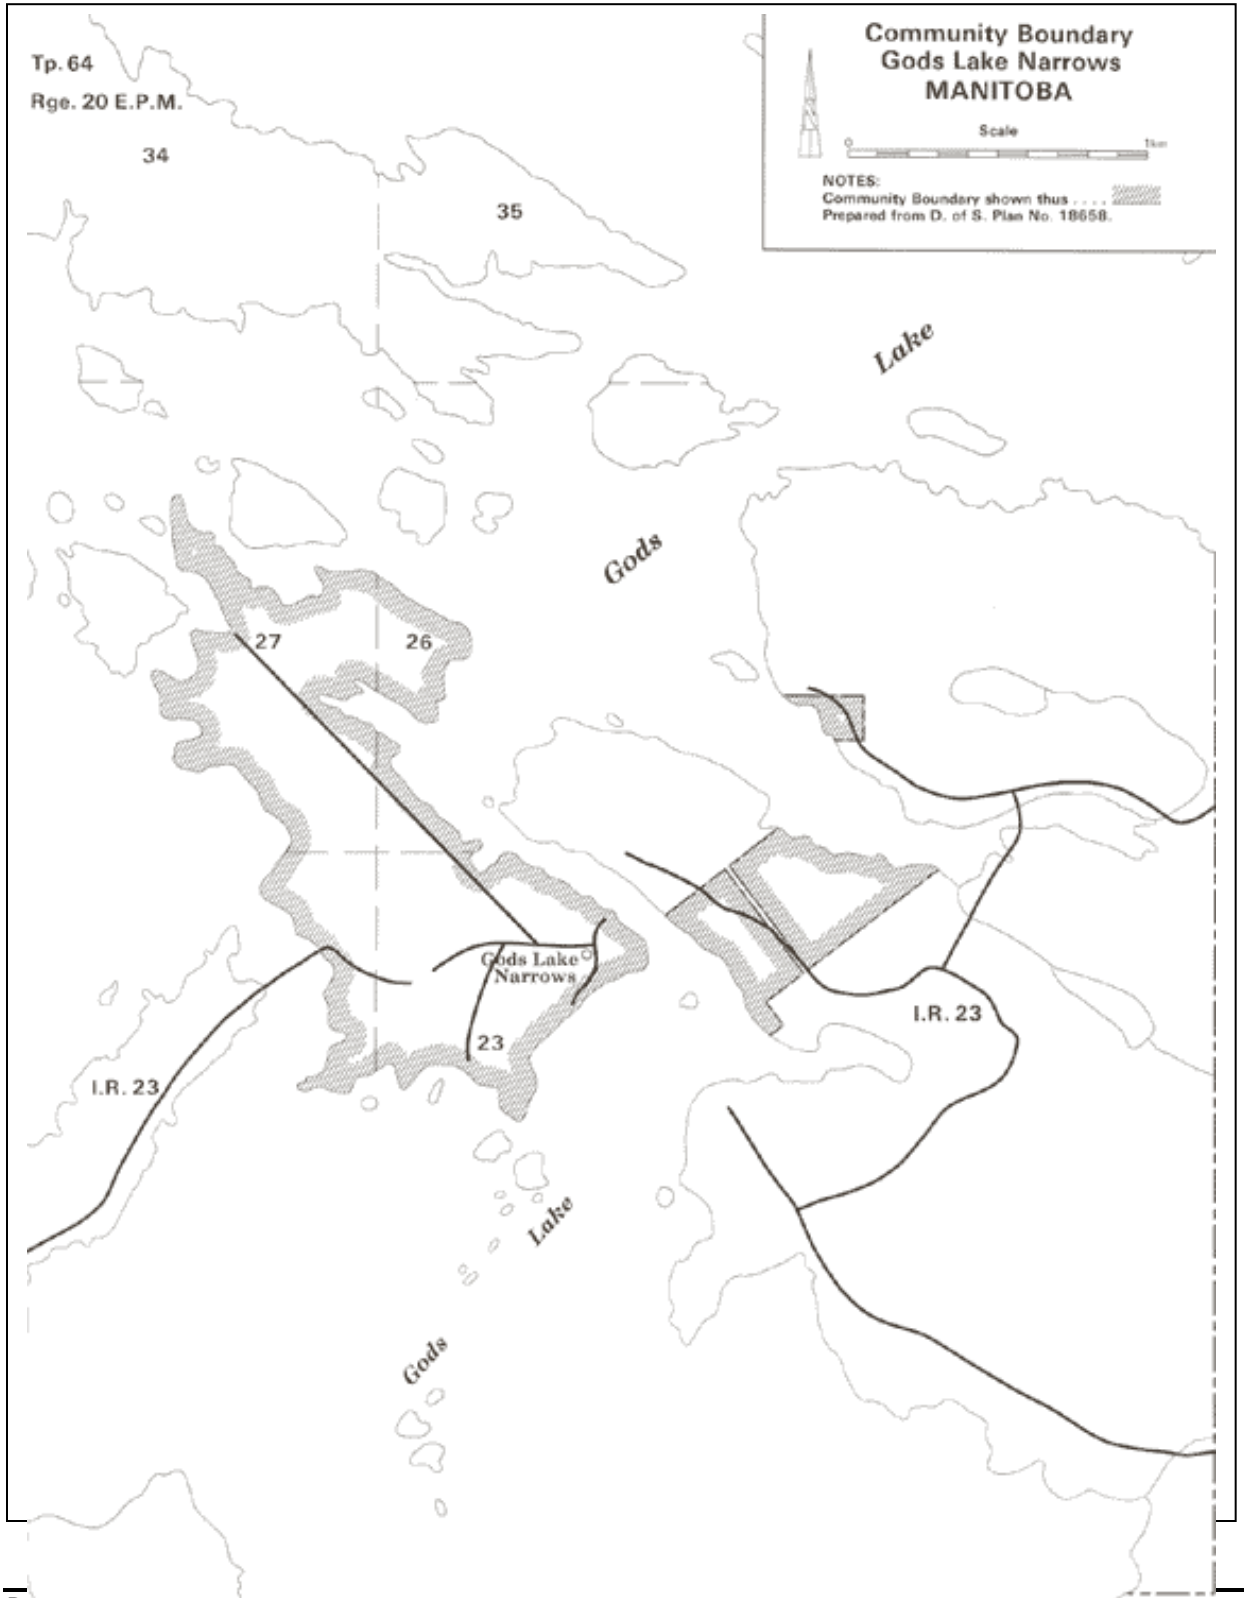 Tp. 64
Rge. 20 E.P.M.
34
35
Community Boundary
Gods Lake Narrows
MANITOBA
Scale
0 1km
NOTES:
Community Boundary shown thus ....
Prepared from D. of S. Plan No. 18658.
Lake
Gods
27
26
Gods Lake
Narrows
23
I.R. 23
I.R. 23
Lake
Gods